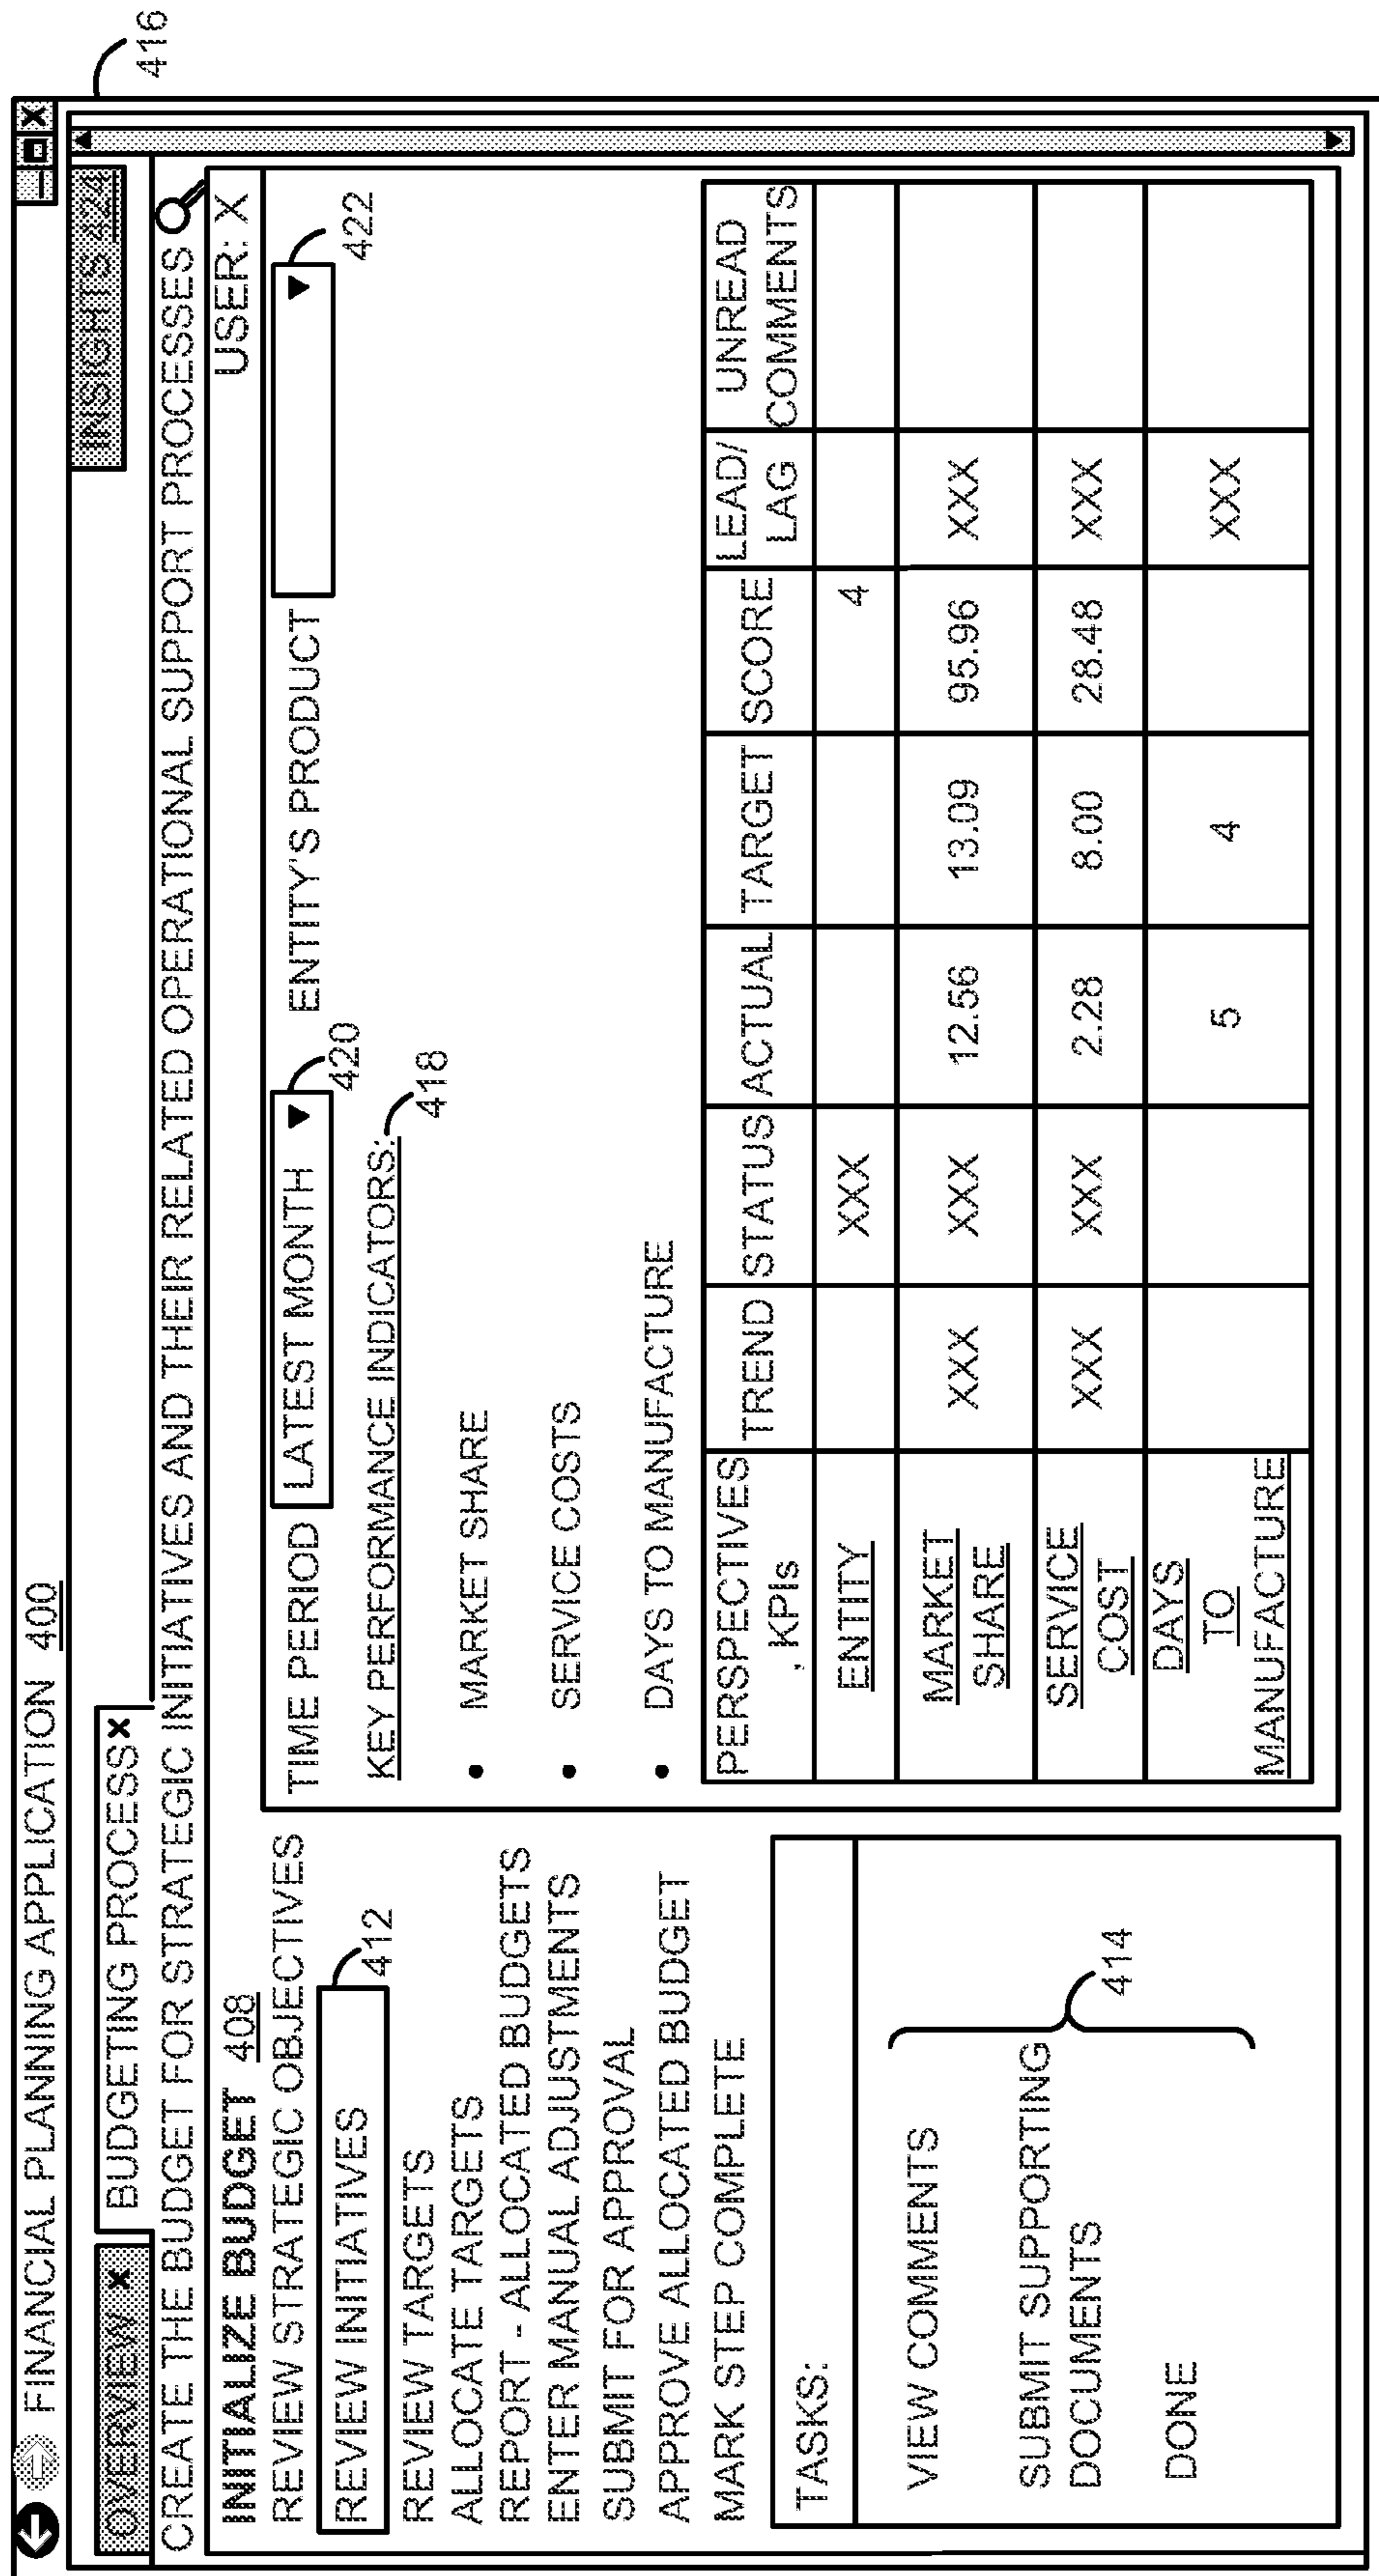 FINANCIAL PLANNING APPLICATION 400
416
OVERVIEW x
BUDGETING PROCESS x
INSIGHTS 424
CREATE THE BUDGET FOR STRATEGIC INITIATIVES AND THEIR RELATED OPERATIONAL SUPPORT PROCESSES
USER: X
INITIALIZE BUDGET 408
REVIEW STRATEGIC OBJECTIVES
REVIEW INITIATIVES
412
REVIEW TARGETS
ALLOCATE TARGETS
REPORT - ALLOCATED BUDGETS
ENTER MANUAL ADJUSTMENTS
SUBMIT FOR APPROVAL
APPROVE ALLOCATED BUDGET
MARK STEP COMPLETE
TASKS:
VIEW COMMENTS
SUBMIT SUPPORTING
DOCUMENTS
DONE
414
TIME PERIOD LATEST MONTH ▼ ENTITY'S PRODUCT ▼
420
422
KEY PERFORMANCE INDICATORS:
418
• MARKET SHARE
• SERVICE COSTS
• DAYS TO MANUFACTURE
PERSPECTIVES
, KPIs
TREND STATUS ACTUAL TARGET SCORE LEAD/
LAG
UNREAD
COMMENTS
ENTITY XXX 4
MARKET
SHARE
XXX XXX 12.56 13.09 95.96 XXX
SERVICE
COST
XXX XXX 2.28 8.00 28.48 XXX
DAYS
TO
MANUFACTURE
5 4 XXX